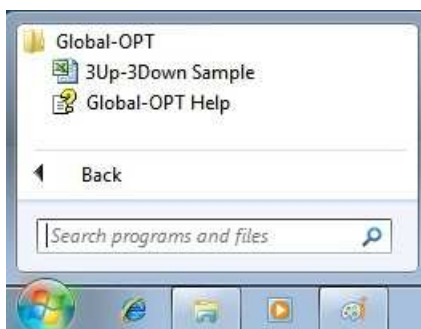 Global-OPT
3Up-3Down Sample
Global-OPT Help
Back
Search programs and files